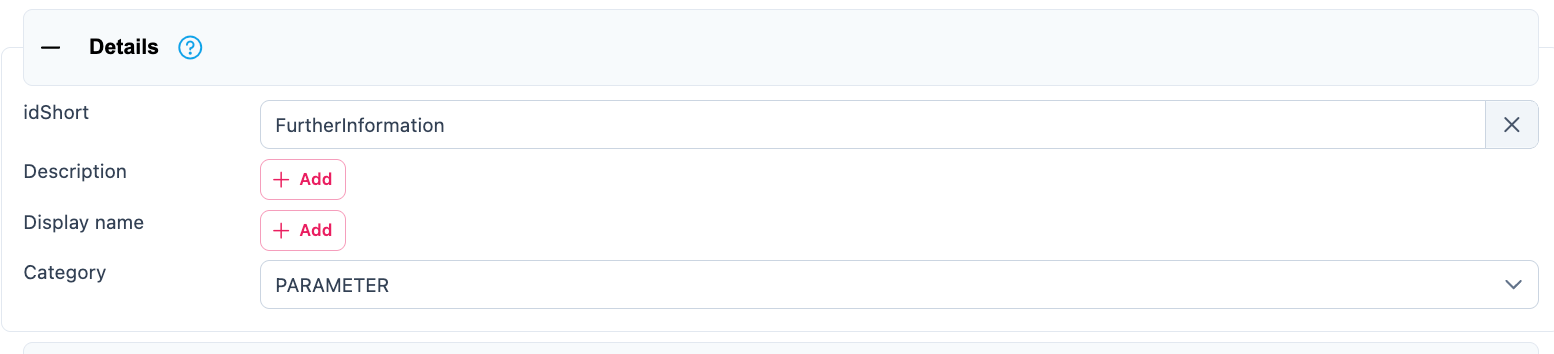 Details ?
idShort
FurtherInformation
Description
+ Add
Display name
+ Add
Category
PARAMETER